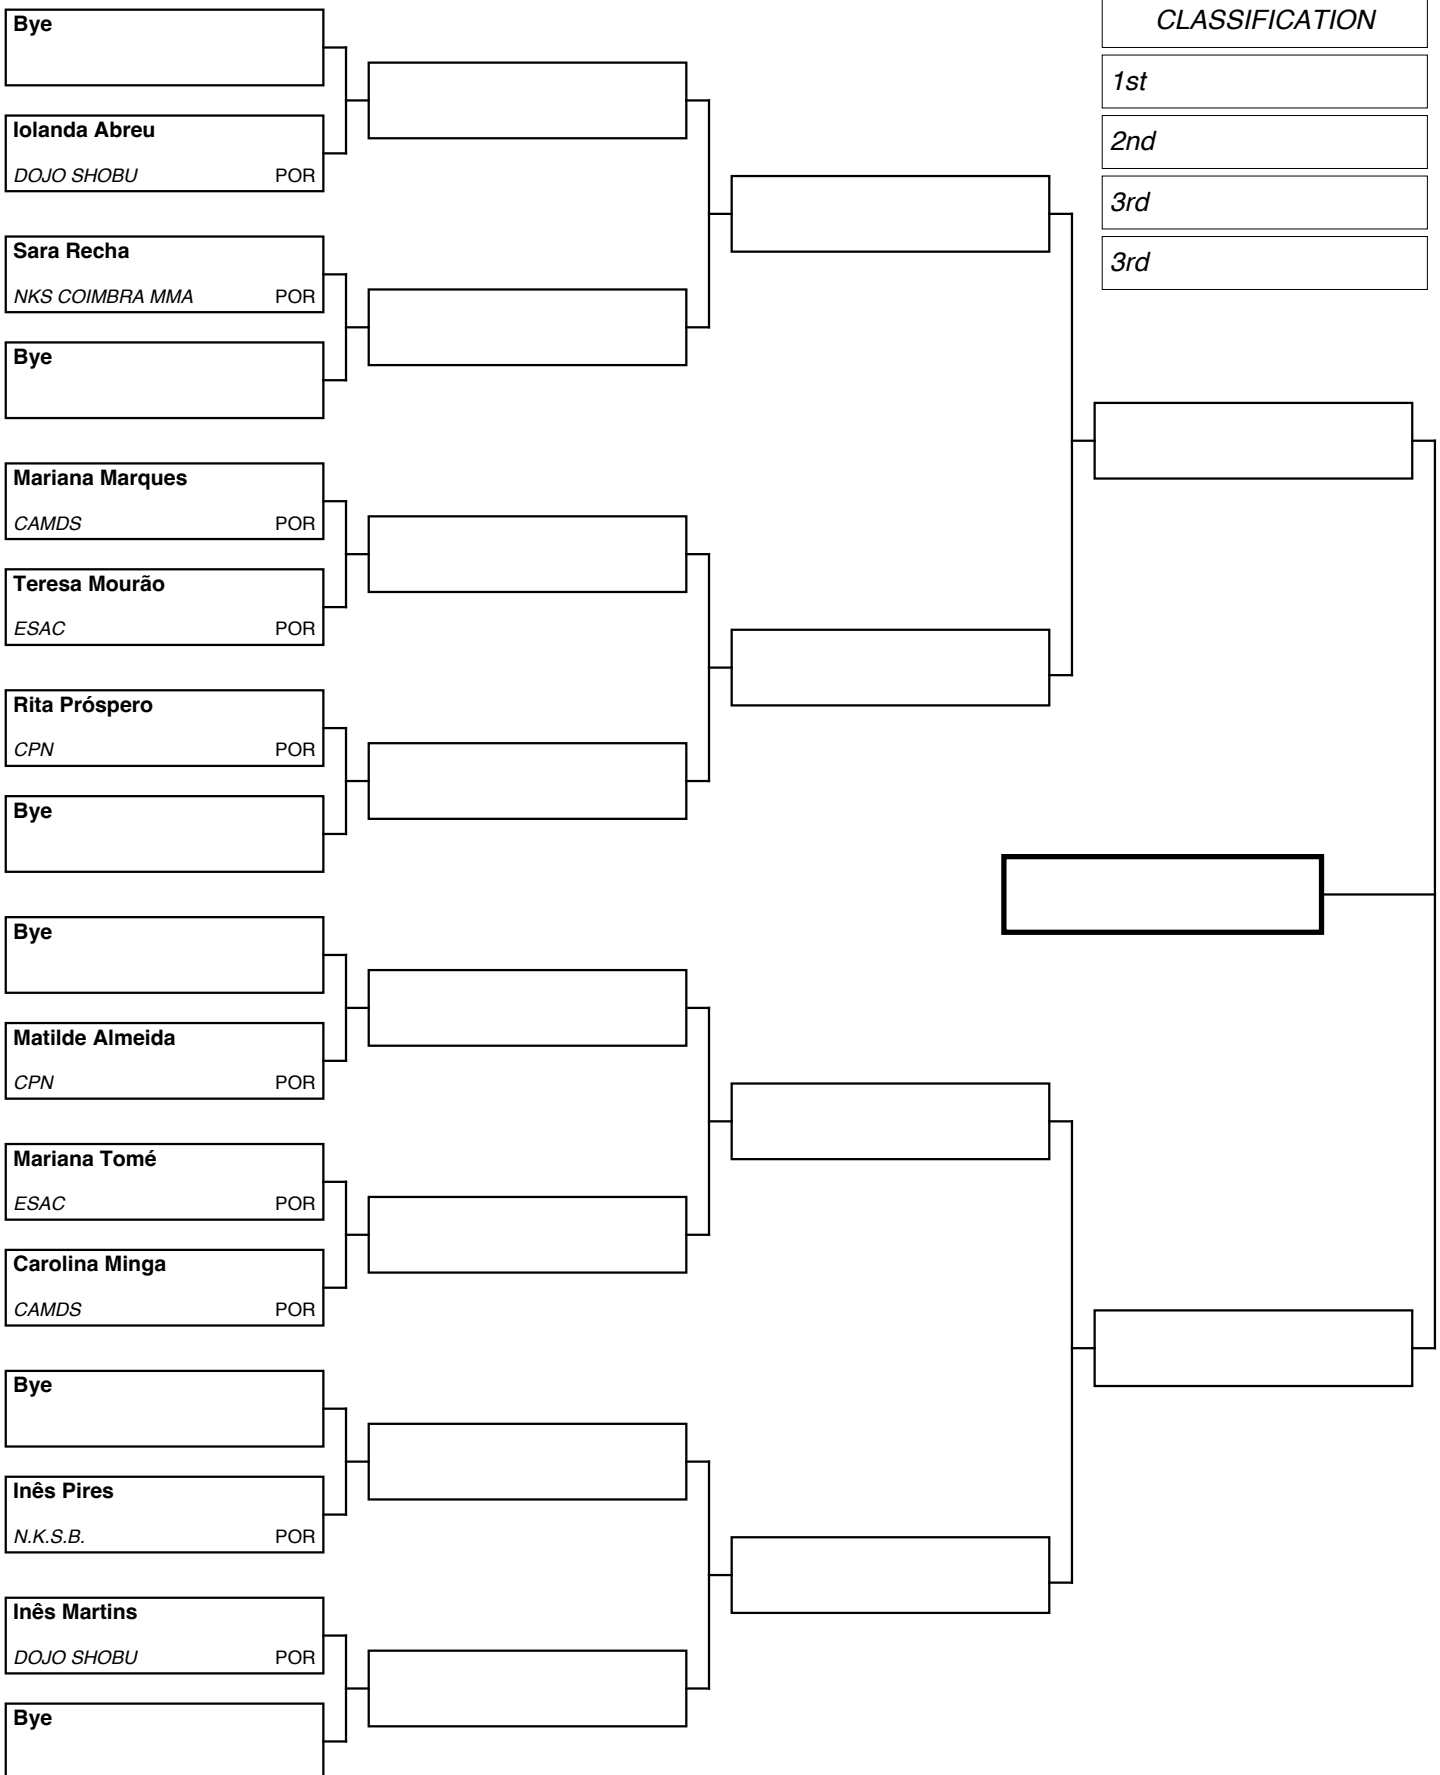 Bye
Iolanda Abreu
DOJO SHOBU POR
Sara Recha
NKS COIMBRA MMA POR
Bye
Mariana Marques
CAMDS POR
Teresa Mourão
ESAC POR
Rita Próspero
CPN POR
Bye
Bye
Matilde Almeida
CPN POR
Mariana Tomé
ESAC POR
Carolina Minga
CAMDS POR
Bye
Inês Pires
N.K.S.B. POR
Inês Martins
DOJO SHOBU POR
Bye
CLASSIFICATION
1st
2nd
3rd
3rd